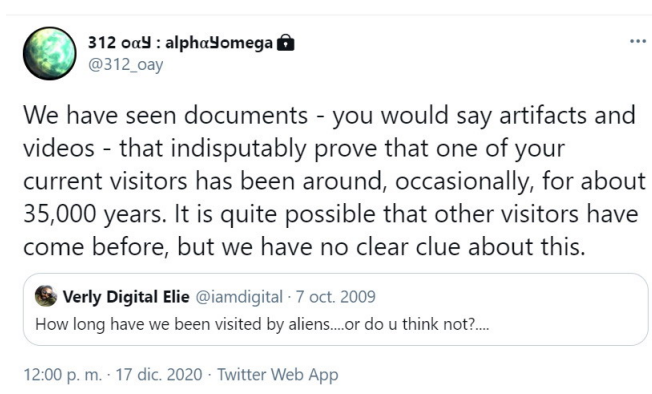 312 oα⅄ : alphα⅄omega
@312_oay
We have seen documents - you would say artifacts and
videos - that indisputably prove that one of your
current visitors has been around, occasionally, for about
35,000 years. It is quite possible that other visitors have
come before, but we have no clear clue about this.
Verly Digital Elie @iamdigital · 7 oct. 2009
How long have we been visited by aliens....or do u think not?....
12:00 p. m. · 17 dic. 2020 · Twitter Web App